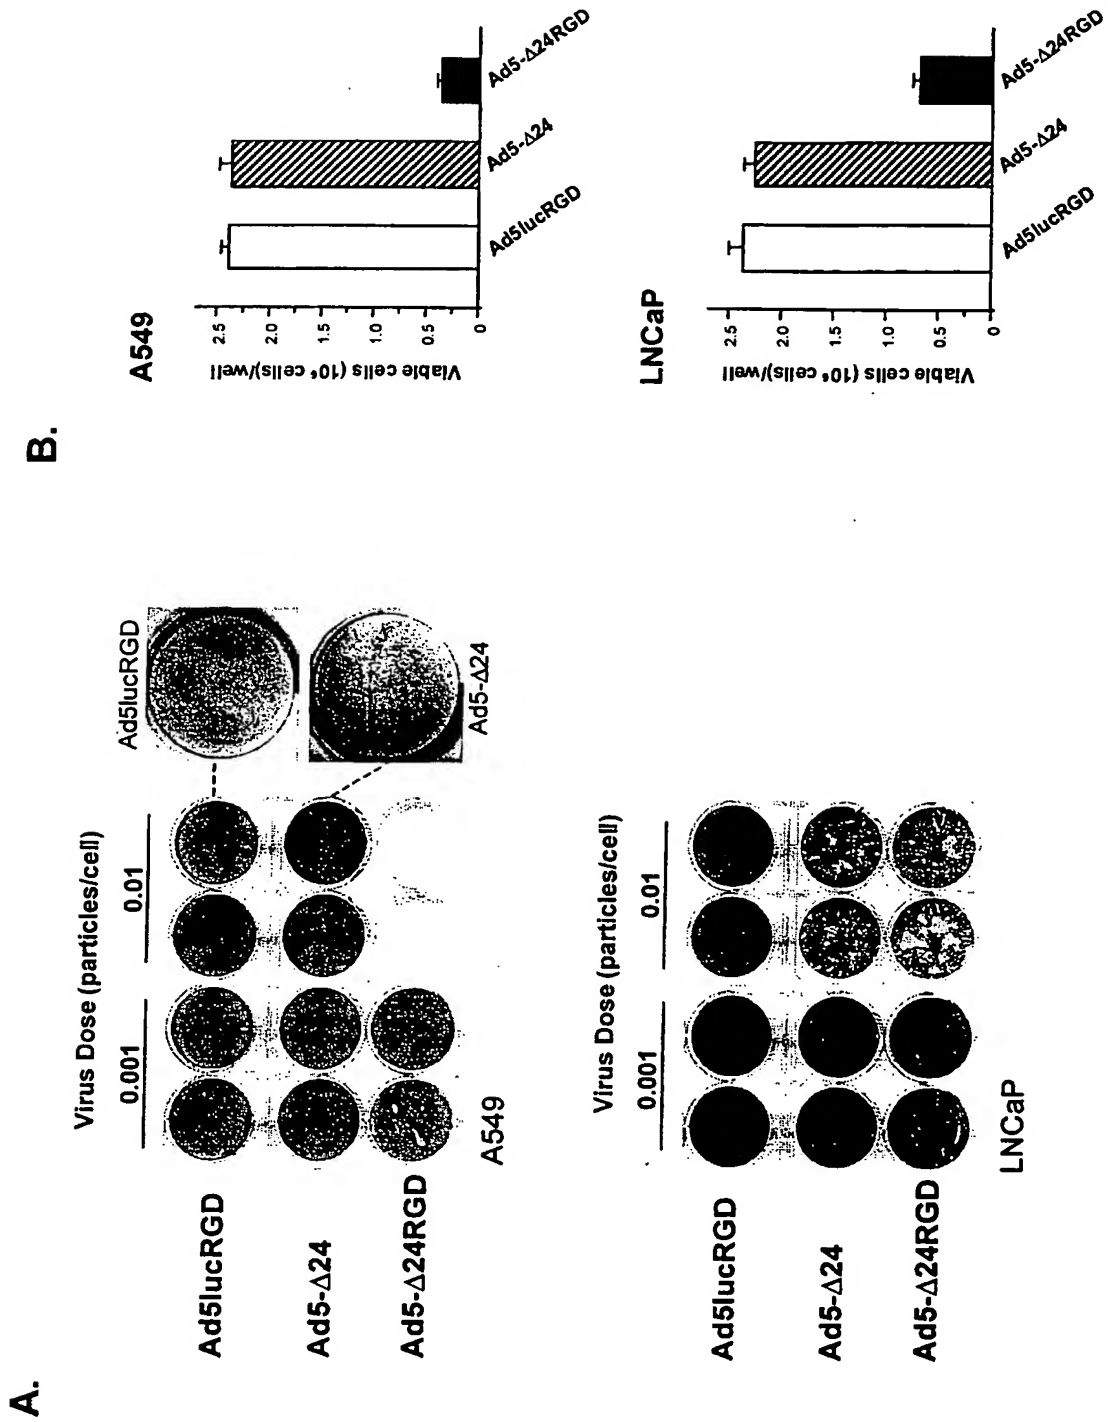 A.
Virus Dose (particles/cell)
0.001 0.01
Ad5lucRGD
Ad5-Δ24
Ad5-Δ24RGD
A549
Ad5lucRGD
Ad5-Δ24
Virus Dose (particles/cell)
0.001 0.01
Ad5lucRGD
Ad5-Δ24
Ad5-Δ24RGD
LNCaP
B.
A549
Viable cells (10⁶ cells)/well
2.5
2.0
1.5
1.0
0.5
0
Ad5lucRGD Ad5-Δ24 Ad5-Δ24RGD
LNCaP
Viable cells (10⁶ cells)/well
2.5
2.0
1.5
1.0
0.5
0
Ad5lucRGD Ad5-Δ24 Ad5-Δ24RGD